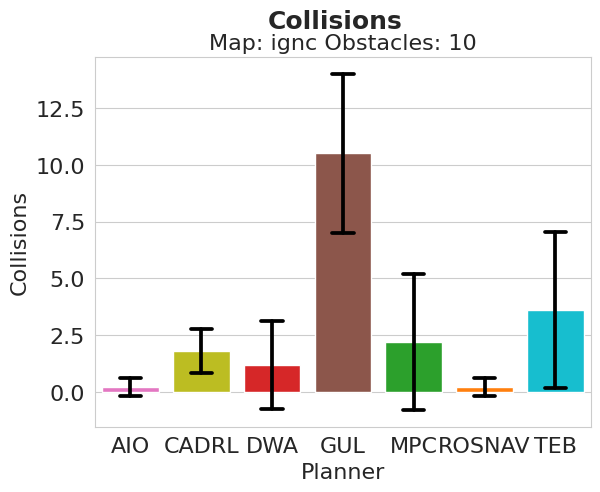 Collisions
Map: ignc Obstacles: 10
Collisions
12.5
10.0
7.5
5.0
2.5
0.0
AIO CADRL DWA GUL MPC ROSNAV TEB
Planner